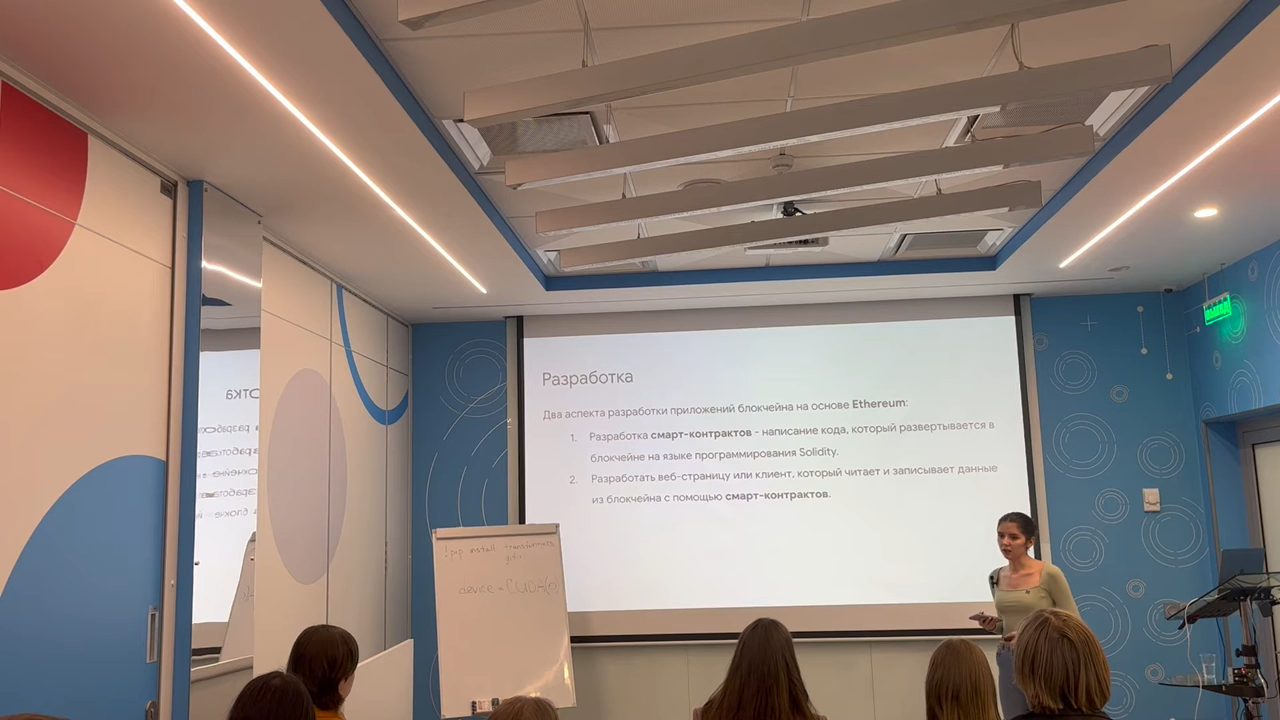 Разработка
Два аспекта разработки приложений блокчейна на основе Ethereum:
1. Разработка смарт-контрактов - написание кода, который развертывается в
блокчейне на языке программирования Solidity.
2. Разработать веб-страницу или клиент, который читает и записывает данные
из блокчейна с помощью смарт-контрактов.
!pip install transformers
device =